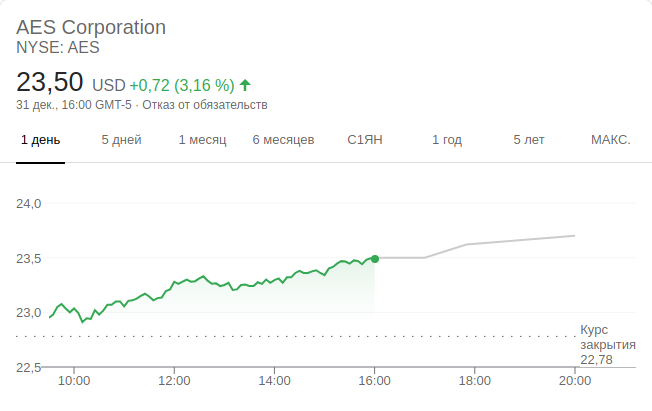 AES Corporation
NYSE: AES
23,50 USD +0,72 (3,16 %)
31 дек., 16:00 GMT-5 · Отказ от обязательств
1 день 5 дней 1 месяц 6 месяцев С1ЯН 1 год 5 лет МАКС.
24,0
23,5
23,0
Курс
закрытия
22,78
22,5
10:00 12:00 14:00 16:00 18:00 20:00